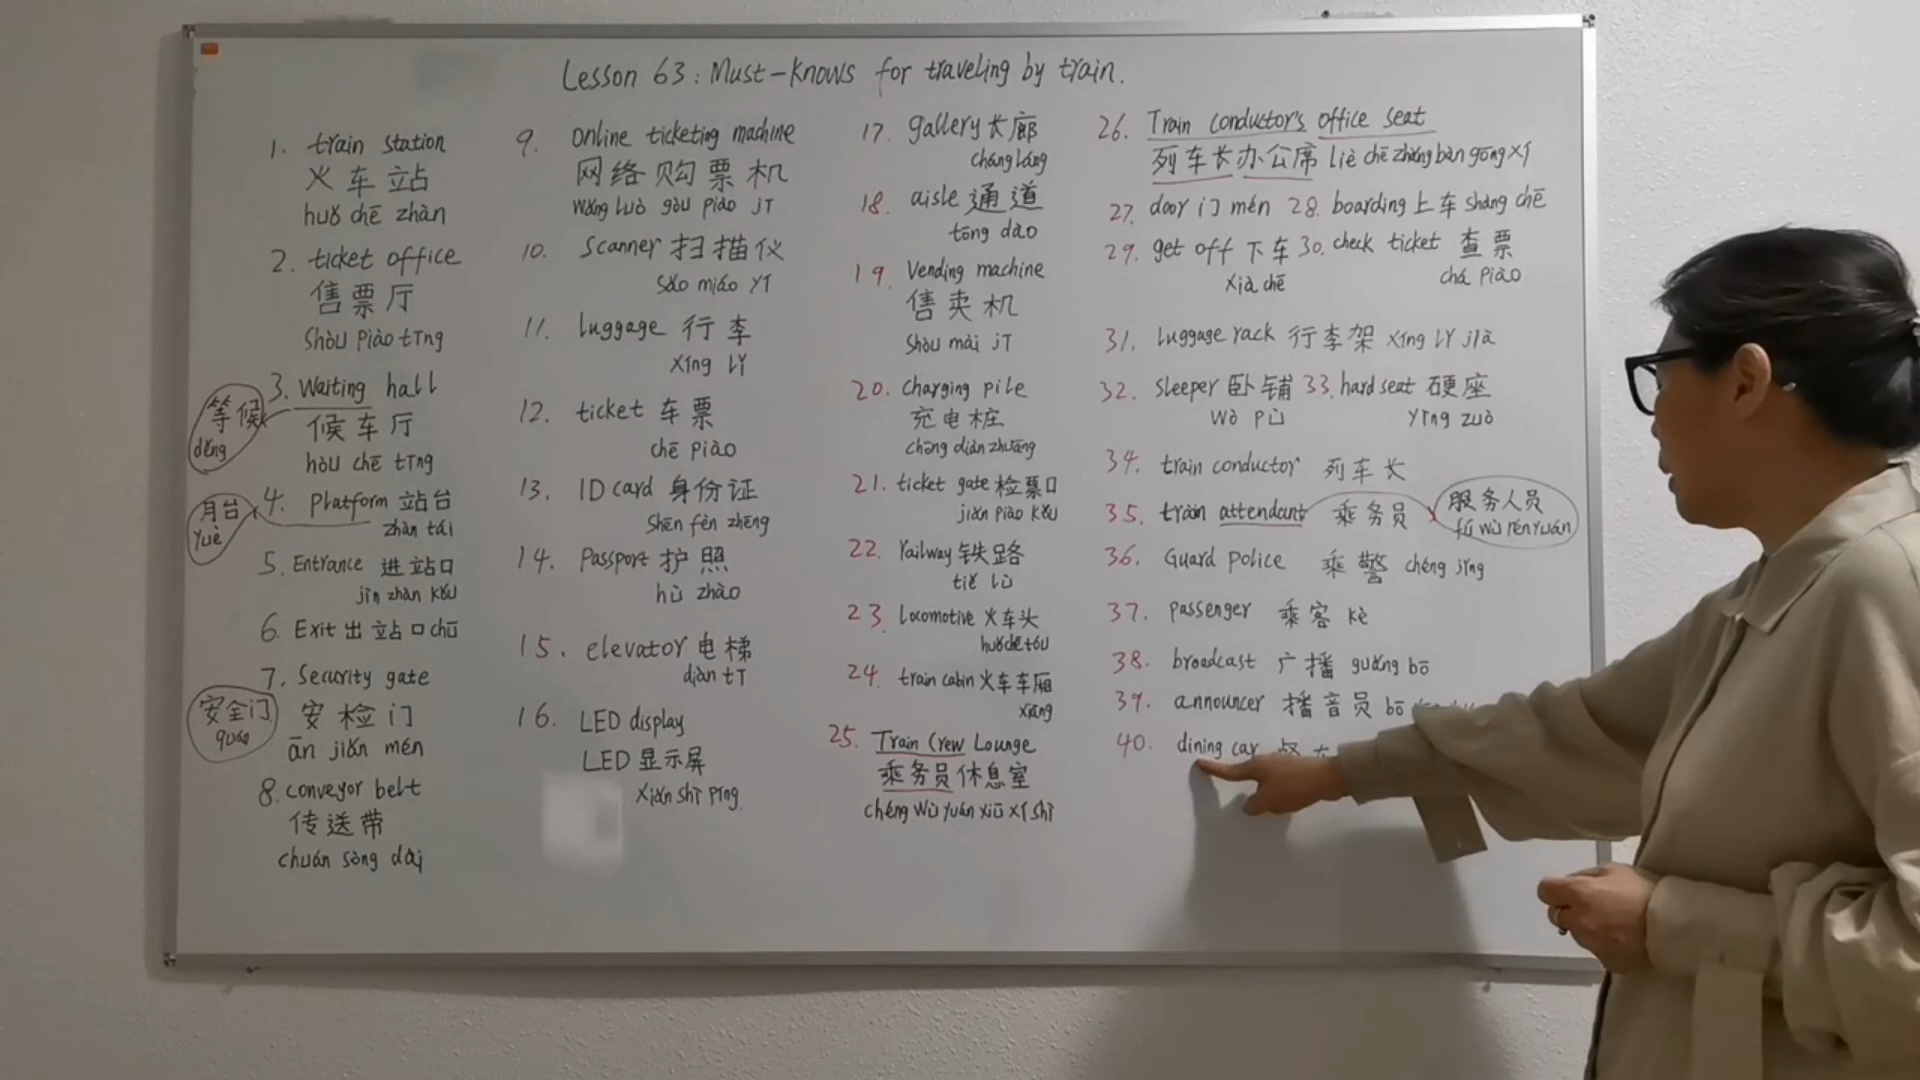 Lesson 63: Must-Knows for traveling by train.
1. train station
火车站
huǒ chē zhàn
2. ticket office
售票厅
shòu piào tīng
3. Waiting hall
等候
děng
候车厅
hòu chē tīng
4. Platform 站台
zhàn tái
月台
yuè
5. Entrance 进站口
jìn zhàn kǒu
6. Exit 出站口 chū
7. Security gate
安检门
ān jiǎn mén
安全门
quán
8. conveyor belt
传送带
chuán sòng dài
9. Online ticketing machine
网络购票机
wǎng luò gòu piào jī
10. Scanner 扫描仪
sǎo miáo yí
11. luggage 行李
xíng lǐ
12. ticket 车票
chē piào
13. ID card 身份证
shēn fèn zhèng
14. Passport 护照
hù zhào
15. elevator 电梯
diàn tī
16. LED display
LED 显示屏
xiǎn shì píng
17. gallery 长廊
cháng láng
18. aisle 通道
tōng dào
19. Vending machine
售卖机
shòu mài jī
20. Charging pile
充电桩
chōng diàn zhuāng
21. ticket gate 检票口
jiǎn piào kǒu
22. railway 铁路
tiě lù
23. locomotive 火车头
huǒ chē tóu
24. train cabin 火车车厢
xiāng
25. Train Crew Lounge
乘务员休息室
chéng wù yuán xiū xí shì
26. Train conductor's office seat
列车长办公席 liè chē zhǎng bàn gōng xí
27. door 门 mén 28. boarding 上车 shàng chē
29. get off 下车 30. check ticket 查票
xià chē chá piào
31. luggage rack 行李架 xíng lǐ jià
32. sleeper 卧铺 33. hard seat 硬座
wò pù yìng zuò
34. train conductor 列车长
35. train attendant 乘务员 服务人员
fú wù rén yuán
36. Guard police 乘警 chéng jǐng
37. passenger 乘客 kè
38. broadcast 广播 guǎng bō
39. announcer 播音员 bō
40. dining car